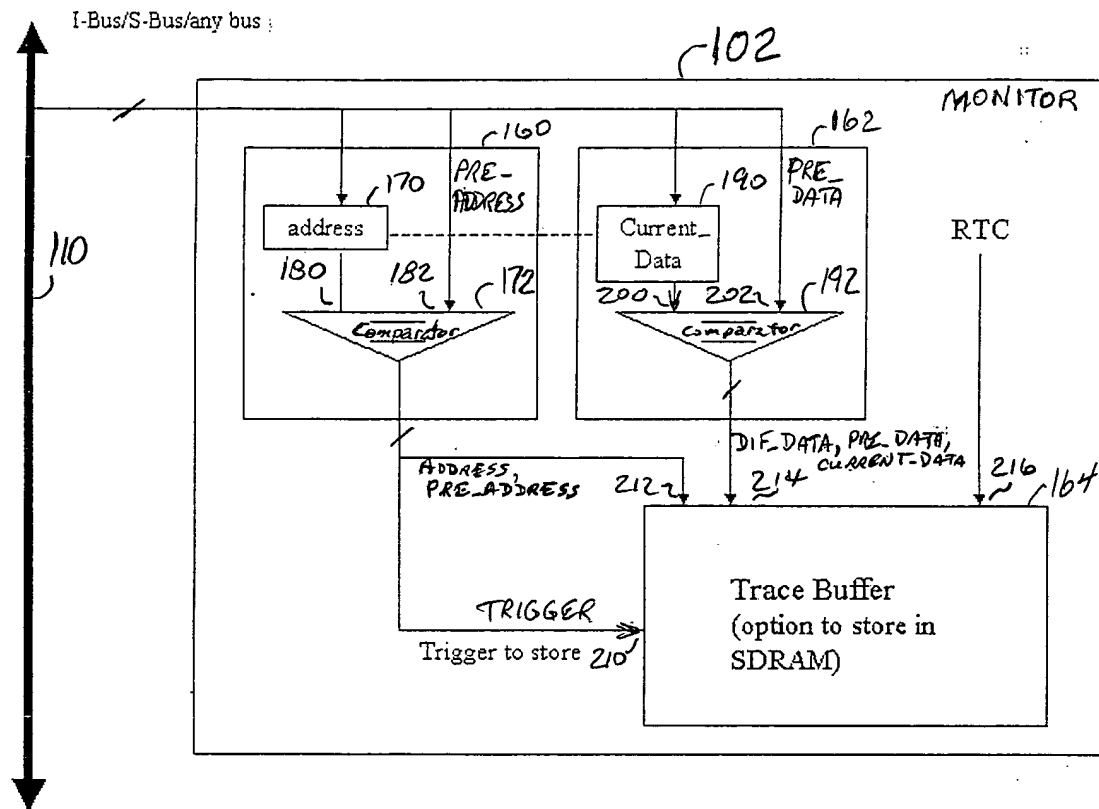 I-Bus/S-Bus/any bus
102
MONITOR
160
162
PRE_
ADDRESS
170
address
PRE_
DATA
190
Current_
Data
RTC
110
180
182
172
comparator
200
202
192
comparator
DIF_DATA, PRE_DATA,
CURRENT_DATA
ADDRESS,
PRE_ADDRESS
212
214
216
164
Trace Buffer
(option to store in
SDRAM)
TRIGGER
Trigger to store
210